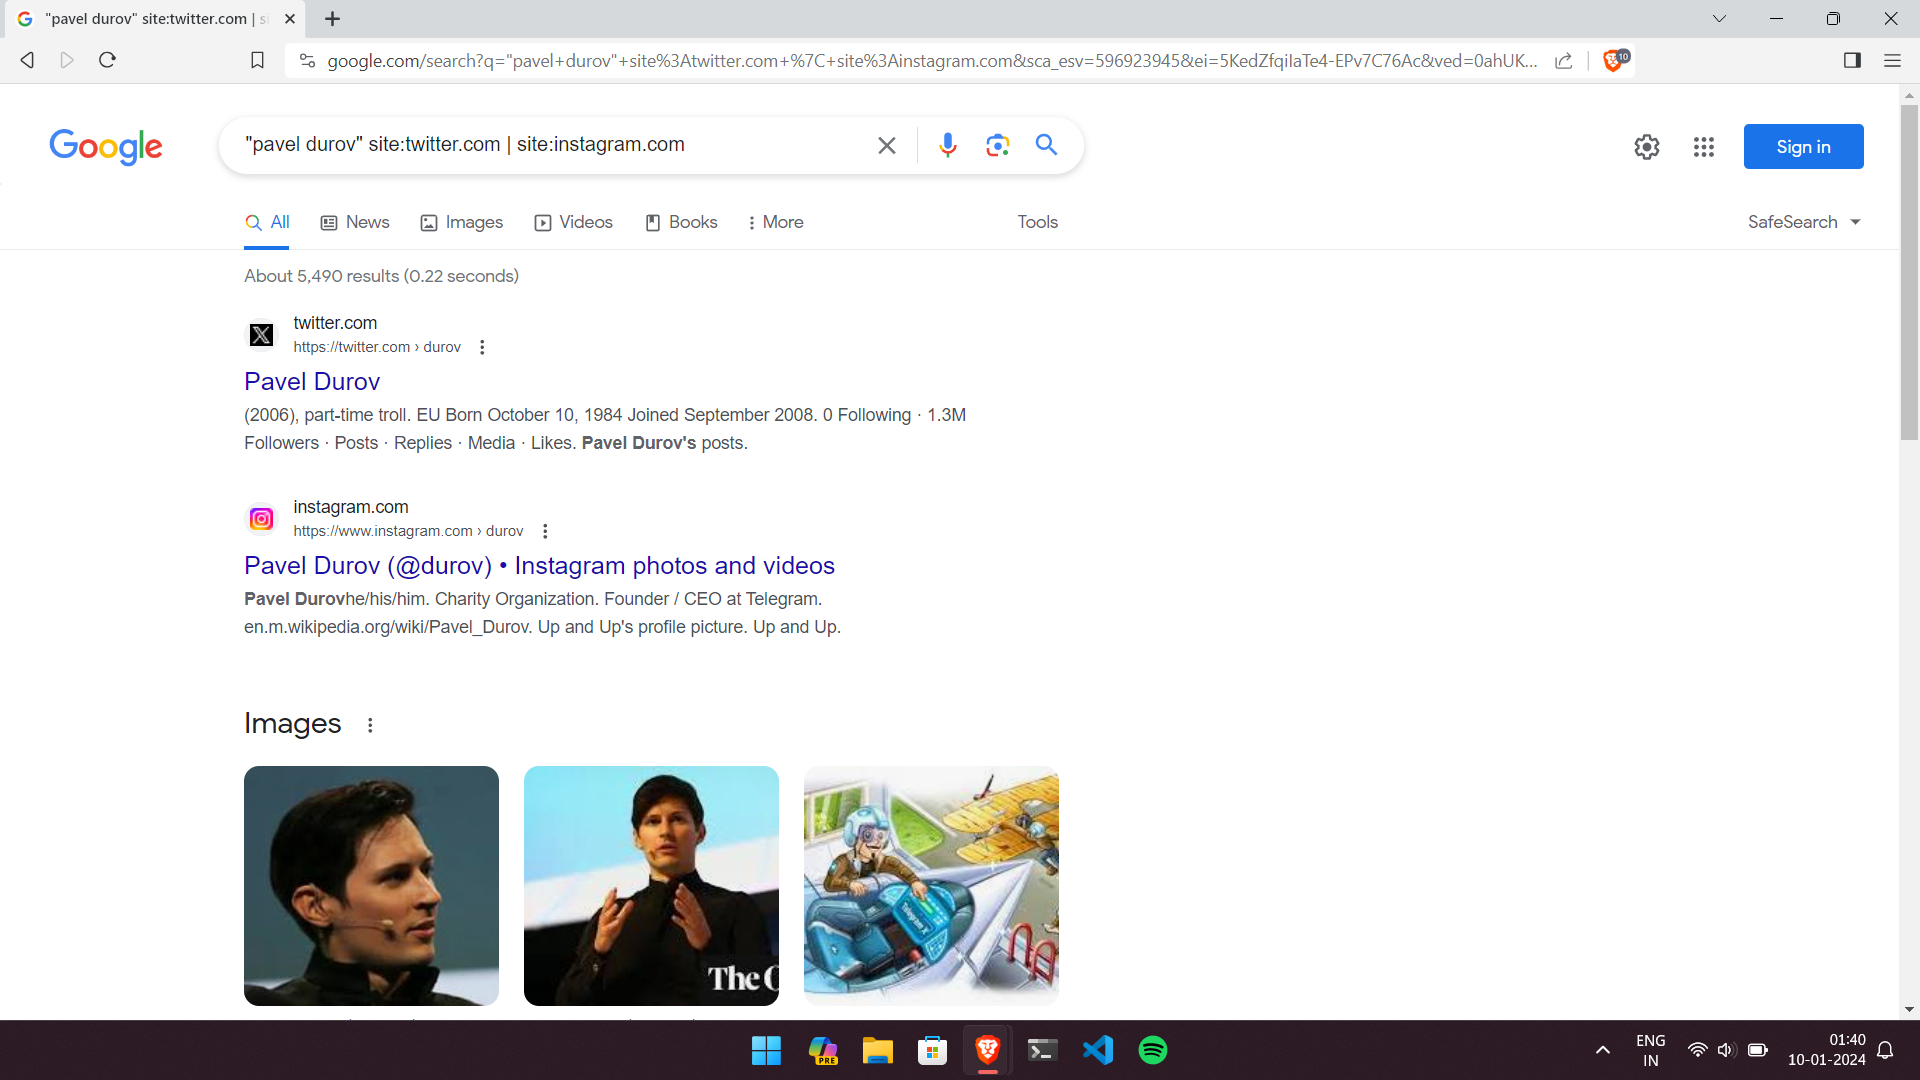 "pavel durov" site:twitter.com | si
google.com/search?q="pavel+durov"+site%3Atwitter.com+%7C+site%3Ainstagram.com&sca_esv=596923945&ei=5KedZfqiIaTe4-EPv7C76Ac&ved=0ahUK...
10
Google
"pavel durov" site:twitter.com | site:instagram.com
Sign in
All News Images Videos Books More Tools SafeSearch
About 5,490 results (0.22 seconds)
twitter.com
https://twitter.com › durov
Pavel Durov
(2006), part-time troll. EU Born October 10, 1984 Joined September 2008. 0 Following · 1.3M
Followers · Posts · Replies · Media · Likes. Pavel Durov's posts.
instagram.com
https://www.instagram.com › durov
Pavel Durov (@durov) • Instagram photos and videos
Pavel Durovhe/his/him. Charity Organization. Founder / CEO at Telegram.
en.m.wikipedia.org/wiki/Pavel_Durov. Up and Up's profile picture. Up and Up.
Images
The
Telegram X
PRE
ENG
IN
01:40
10-01-2024